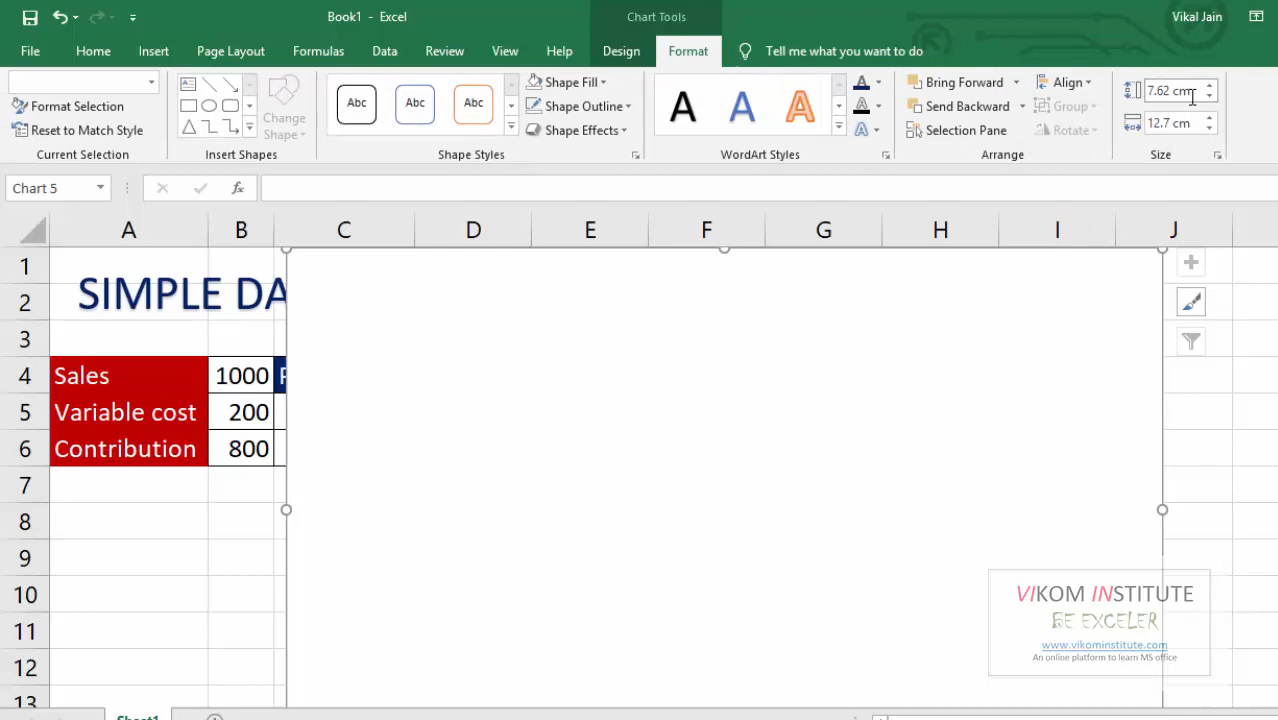 Book1 - Excel
Chart Tools
Vikal Jain
File
Home
Insert
Page Layout
Formulas
Data
Review
View
Help
Design
Format
Tell me what you want to do
Format Selection
Reset to Match Style
Current Selection
Change
Shape
Insert Shapes
Abc
Abc
Abc
Shape Fill
Shape Outline
Shape Effects
Shape Styles
A
A
A
A
A
A
WordArt Styles
Bring Forward
Send Backward
Selection Pane
Align
Group
Rotate
Arrange
7.62 cm
12.7 cm
Size
Chart 5
fx
A B C D E F G H I J
1
2
SIMPLE DA
3
4 Sales 1000
5 Variable cost 200
6 Contribution 800
7
8
9
10
11
12
13
VIKOM INSTITUTE
BE EXCELER
www.vikominstitute.com
An online platform to learn MS office
Sheet1